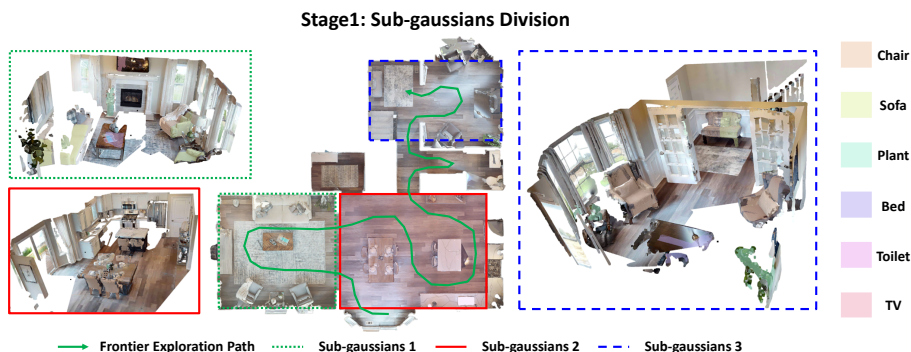 Stage1: Sub-gaussians Division
Chair
Sofa
Plant
Bed
Toilet
TV
Frontier Exploration Path
Sub-gaussians 1
Sub-gaussians 2
Sub-gaussians 3